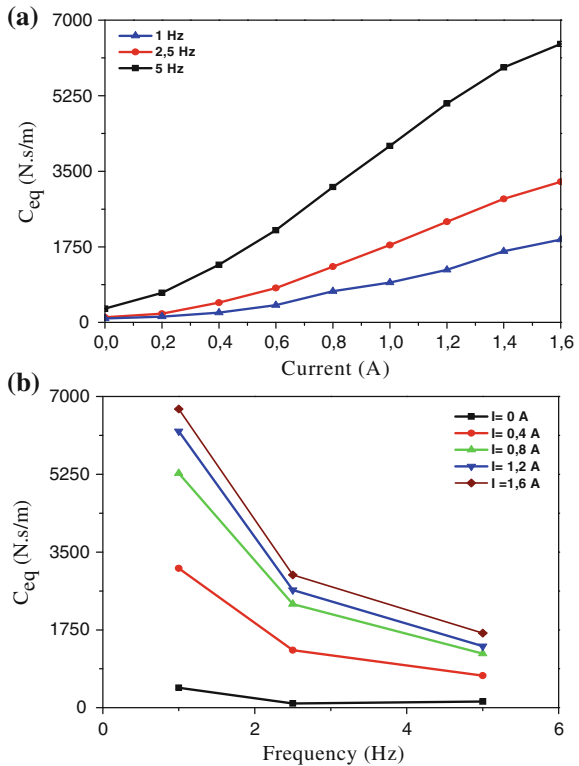 (a)
7000
5250
3500
1750
0
C_eq (N.s/m)
1 Hz
2,5 Hz
5 Hz
0,0 0,2 0,4 0,6 0,8 1,0 1,2 1,4 1,6
Current (A)
(b)
7000
5250
3500
1750
0
C_eq (N.s/m)
I= 0 A
I= 0,4 A
I= 0,8 A
I= 1,2 A
I =1,6 A
0 2 4 6
Frequency (Hz)